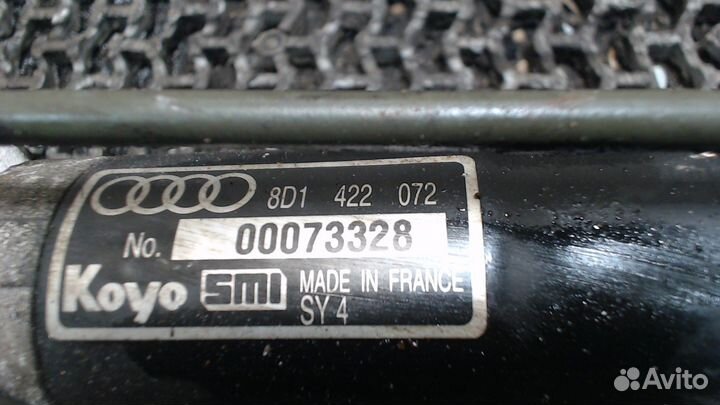 8D1 422 072
No. 00073328
Koyo SMI MADE IN FRANCE
SY 4
Avito